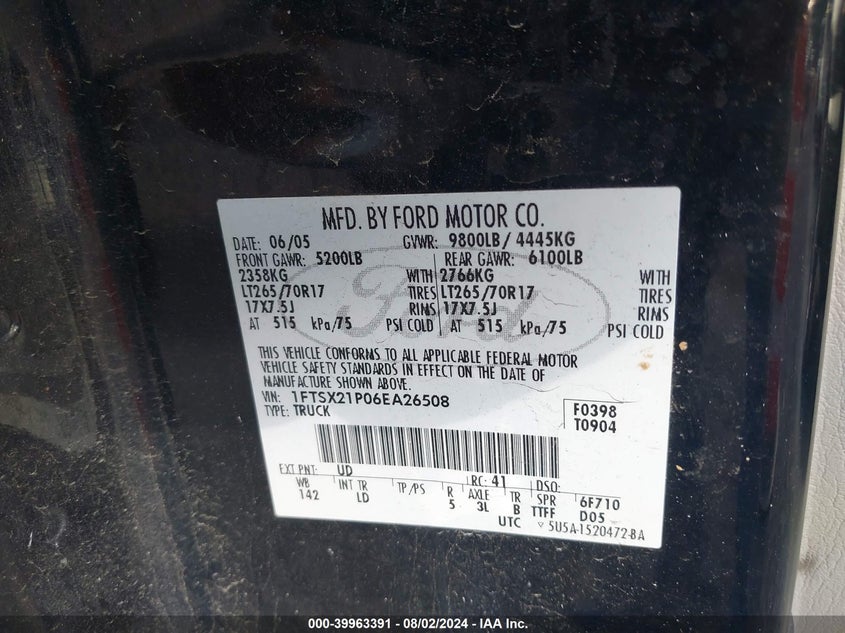 MFD. BY FORD MOTOR CO.
DATE: 06/05 GVWR: 9800LB/ 4445KG
FRONT GAWR: 5200LB REAR GAWR: 6100LB
2358KG WITH 2766KG WITH
LT265/70R17 TIRES LT265/70R17 TIRES
17X7.5J RIMS 17X7.5J RIMS
AT 515 kPa/75 PSI COLD AT 515 kPa/75 PSI COLD
Ford
THIS VEHICLE CONFORMS TO ALL APPLICABLE FEDERAL MOTOR
VEHICLE SAFETY STANDARDS IN EFFECT ON THE DATE OF
MANUFACTURE SHOWN ABOVE.
VIN: 1FTSX21P06EA26508
TYPE: TRUCK
F0398
T0904
EXT PNT: UD RC: 41 DSO:
WB INT TR TP/PS R AXLE TR SPR 6F710
142 LD 5 3L B TTFF D05
UTC ▽ 5U5A-1520472-BA
000-39963391 - 08/02/2024 - IAA Inc.